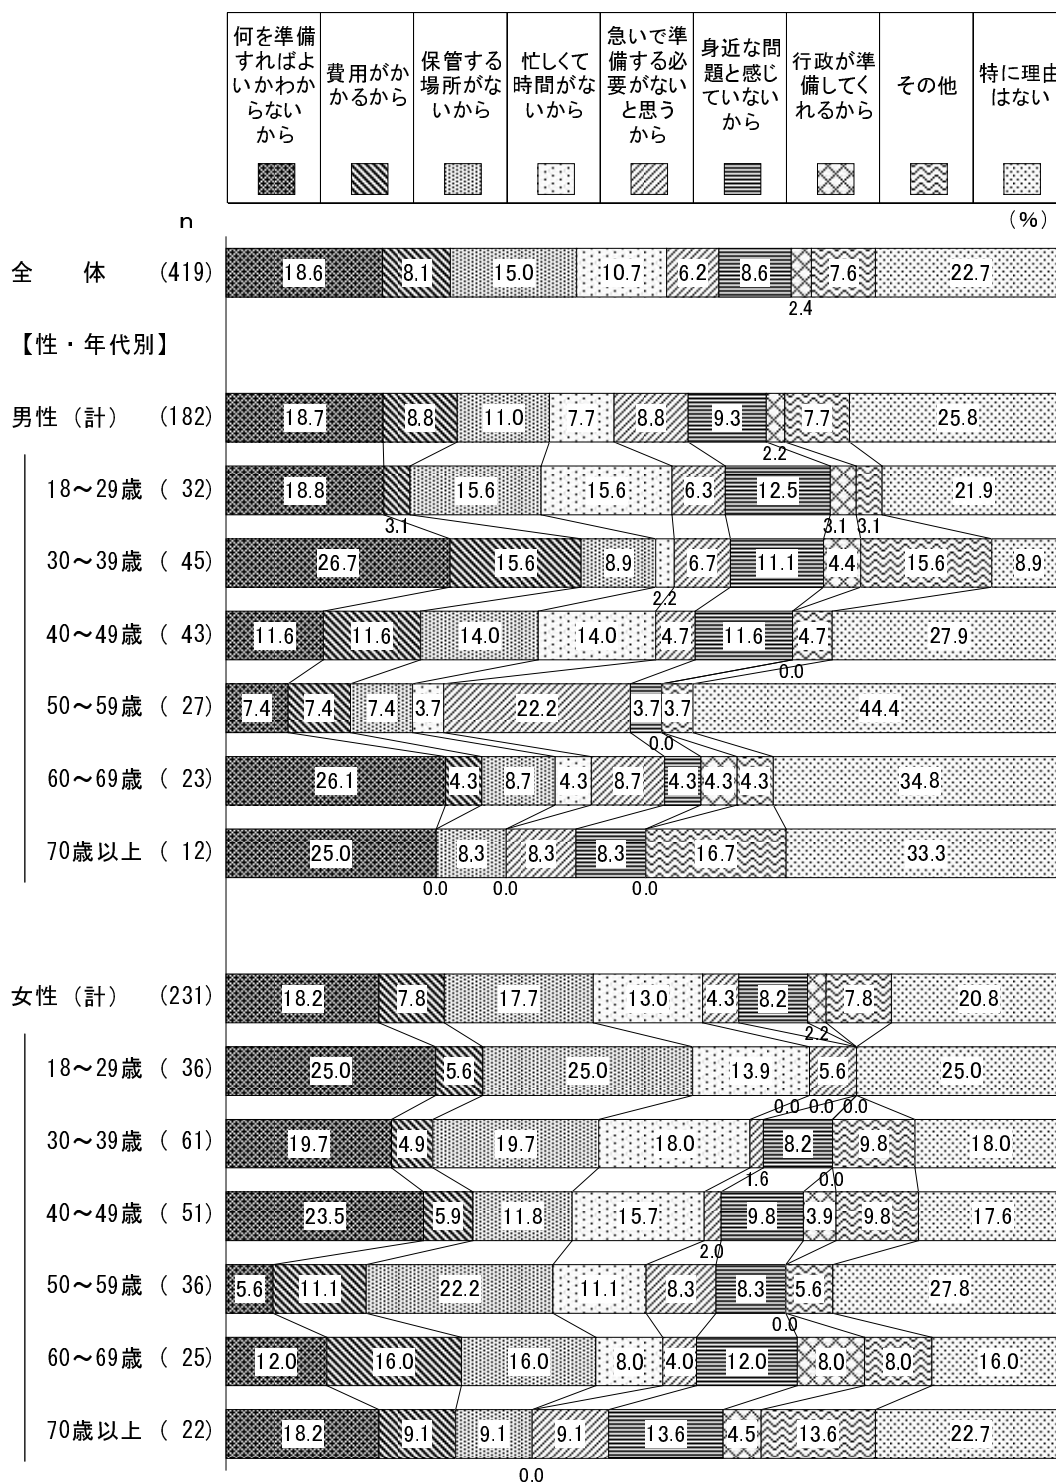 何を準備
すればよ
いかわか
らない
から
費用がか
かるから
保管する
場所がな
いから
忙しくて
時間がな
いから
急いで準
備する必
要がない
と思う
から
身近な問
題と感じ
ていない
から
行政が準
備してく
れるから
その他
特に理由
はない
n
(%)
全 体 (419) 18.6 8.1 15.0 10.7 6.2 8.6 7.6 22.7
2.4
【性・年代別】
男性(計) (182) 18.7 8.8 11.0 7.7 8.8 9.3 7.7 25.8
2.2
18～29歳 ( 32) 18.8 15.6 15.6 6.3 12.5 21.9
3.1 3.1 3.1
30～39歳 ( 45) 26.7 15.6 8.9 6.7 11.1 4.4 15.6 8.9
2.2
40～49歳 ( 43) 11.6 11.6 14.0 14.0 4.7 11.6 4.7 27.9
0.0
50～59歳 ( 27) 7.4 7.4 7.4 3.7 22.2 3.7 3.7 44.4
0.0
60～69歳 ( 23) 26.1 4.3 8.7 4.3 8.7 4.3 4.3 4.3 34.8
70歳以上 ( 12) 25.0 8.3 8.3 8.3 16.7 33.3
0.0 0.0 0.0
女性(計) (231) 18.2 7.8 17.7 13.0 4.3 8.2 7.8 20.8
2.2
18～29歳 ( 36) 25.0 5.6 25.0 13.9 5.6 25.0
0.0 0.0 0.0
30～39歳 ( 61) 19.7 4.9 19.7 18.0 8.2 9.8 18.0
1.6 0.0
40～49歳 ( 51) 23.5 5.9 11.8 15.7 9.8 3.9 9.8 17.6
2.0
50～59歳 ( 36) 5.6 11.1 22.2 11.1 8.3 8.3 5.6 27.8
0.0
60～69歳 ( 25) 12.0 16.0 16.0 8.0 4.0 12.0 8.0 8.0 16.0
70歳以上 ( 22) 18.2 9.1 9.1 9.1 13.6 4.5 13.6 22.7
0.0